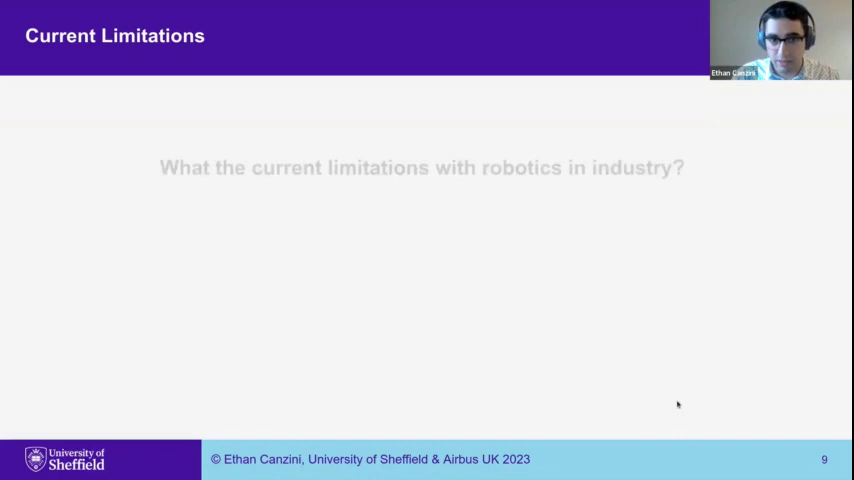 Current Limitations
Ethan Canzini
What the current limitations with robotics in industry?
University of
Sheffield
© Ethan Canzini, University of Sheffield & Airbus UK 2023
9